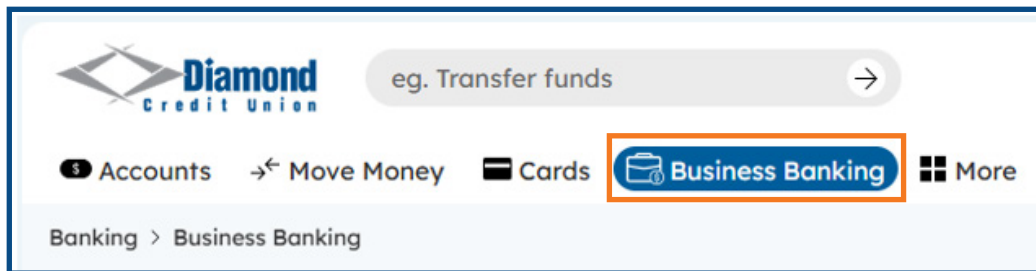 Diamond
Credit Union
eg. Transfer funds
Accounts Move Money Cards Business Banking More
Banking > Business Banking